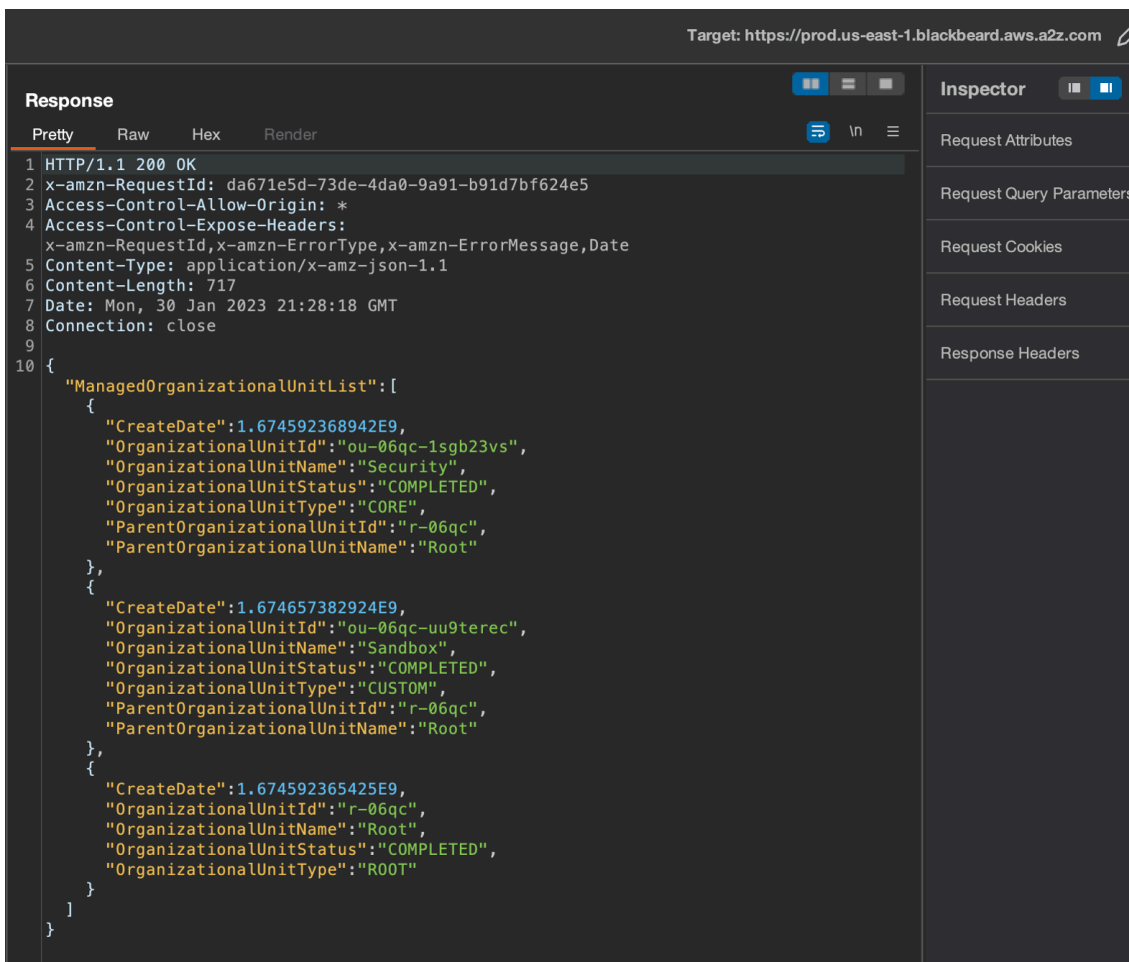 Target: https://prod.us-east-1.blackbeard.aws.a2z.com
Response
Pretty Raw Hex Render \n
1 HTTP/1.1 200 OK
2 x-amzn-RequestId: da671e5d-73de-4da0-9a91-b91d7bf624e5
3 Access-Control-Allow-Origin: *
4 Access-Control-Expose-Headers:
x-amzn-RequestId,x-amzn-ErrorType,x-amzn-ErrorMessage,Date
5 Content-Type: application/x-amz-json-1.1
6 Content-Length: 717
7 Date: Mon, 30 Jan 2023 21:28:18 GMT
8 Connection: close
9
10 {
"ManagedOrganizationalUnitList":[
{
"CreateDate":1.674592368942E9,
"OrganizationalUnitId":"ou-06qc-1sgb23vs",
"OrganizationalUnitName":"Security",
"OrganizationalUnitStatus":"COMPLETED",
"OrganizationalUnitType":"CORE",
"ParentOrganizationalUnitId":"r-06qc",
"ParentOrganizationalUnitName":"Root"
},
{
"CreateDate":1.674657382924E9,
"OrganizationalUnitId":"ou-06qc-uu9terec",
"OrganizationalUnitName":"Sandbox",
"OrganizationalUnitStatus":"COMPLETED",
"OrganizationalUnitType":"CUSTOM",
"ParentOrganizationalUnitId":"r-06qc",
"ParentOrganizationalUnitName":"Root"
},
{
"CreateDate":1.674592365425E9,
"OrganizationalUnitId":"r-06qc",
"OrganizationalUnitName":"Root",
"OrganizationalUnitStatus":"COMPLETED",
"OrganizationalUnitType":"ROOT"
}
]
}
Inspector
Request Attributes
Request Query Parameters
Request Cookies
Request Headers
Response Headers